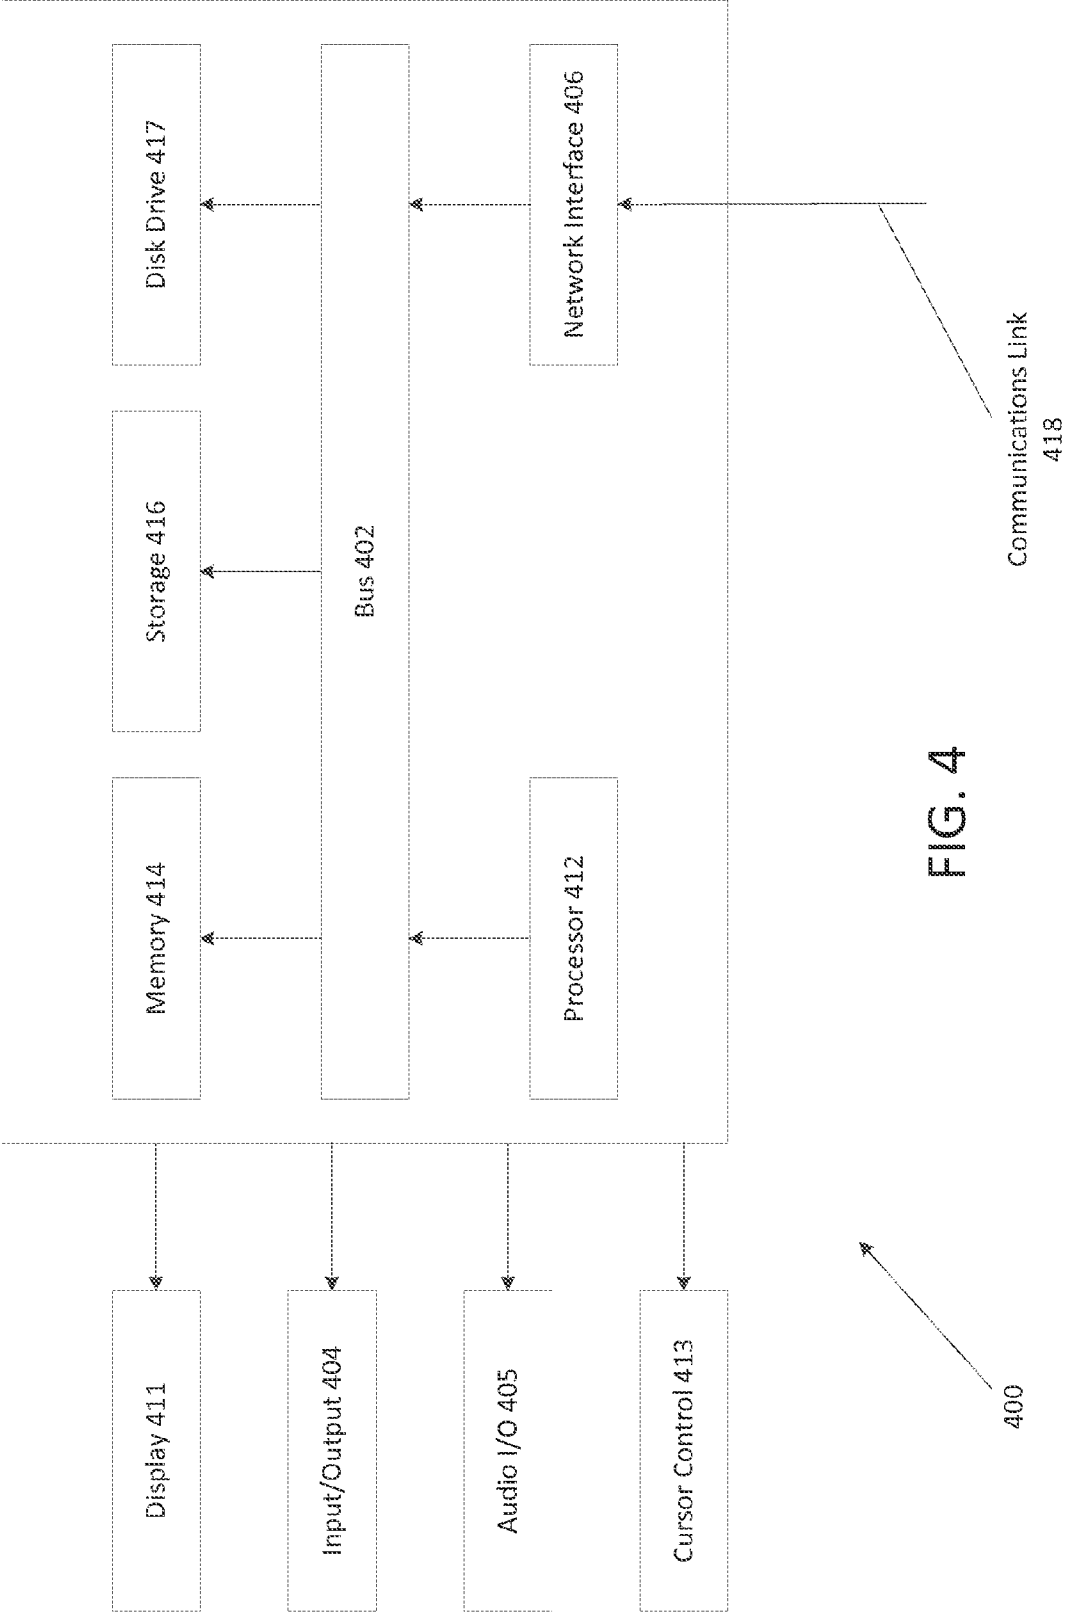 Display 411
Memory 414
Storage 416
Disk Drive 417
Input/Output 404
Bus 402
Audio I/O 405
Processor 412
Network Interface 406
Cursor Control 413
FIG. 4
400
Communications Link
418